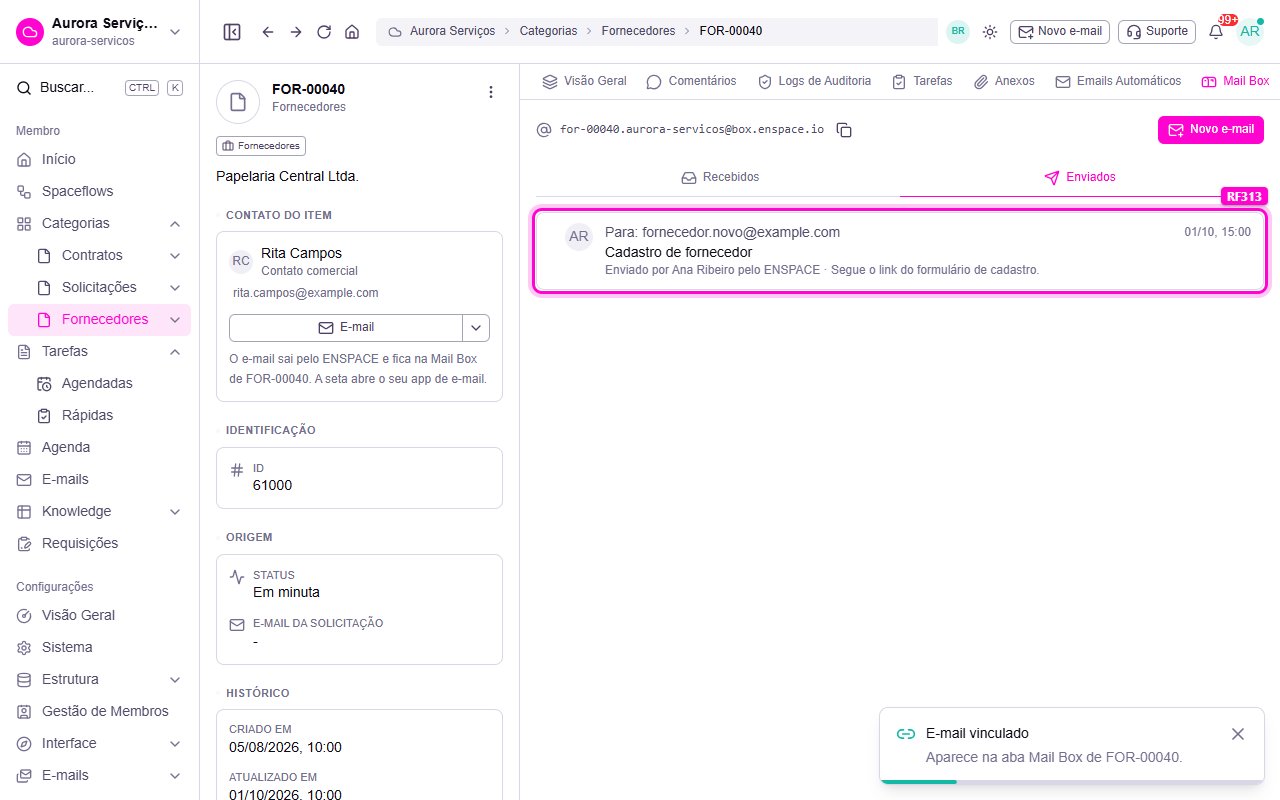 Aurora Serviç...
aurora-servicos
Aurora Serviços
Categorias
Fornecedores
FOR-00040
BR
Novo e-mail
Suporte
99+
AR
Buscar...
CTRL
K
Membro
Início
Spaceflows
Categorias
Contratos
Solicitações
Fornecedores
Tarefas
Agendadas
Rápidas
Agenda
E-mails
Knowledge
Requisições
Configurações
Visão Geral
Sistema
Estrutura
Gestão de Membros
Interface
E-mails
FOR-00040
Fornecedores
Fornecedores
Papelaria Central Ltda.
CONTATO DO ITEM
RC
Rita Campos
Contato comercial
rita.campos@example.com
E-mail
O e-mail sai pelo ENSPACE e fica na Mail Box
de FOR-00040. A seta abre o seu app de e-mail.
IDENTIFICAÇÃO
ID
61000
ORIGEM
STATUS
Em minuta
E-MAIL DA SOLICITAÇÃO
-
HISTÓRICO
CRIADO EM
05/08/2026, 10:00
ATUALIZADO EM
01/10/2026, 10:00
Visão Geral
Comentários
Logs de Auditoria
Tarefas
Anexos
Emails Automáticos
Mail Box
for-00040.aurora-servicos@box.enspace.io
Novo e-mail
Recebidos
Enviados
RF313
AR
Para: fornecedor.novo@example.com
01/10, 15:00
Cadastro de fornecedor
Enviado por Ana Ribeiro pelo ENSPACE · Segue o link do formulário de cadastro.
E-mail vinculado
Aparece na aba Mail Box de FOR-00040.